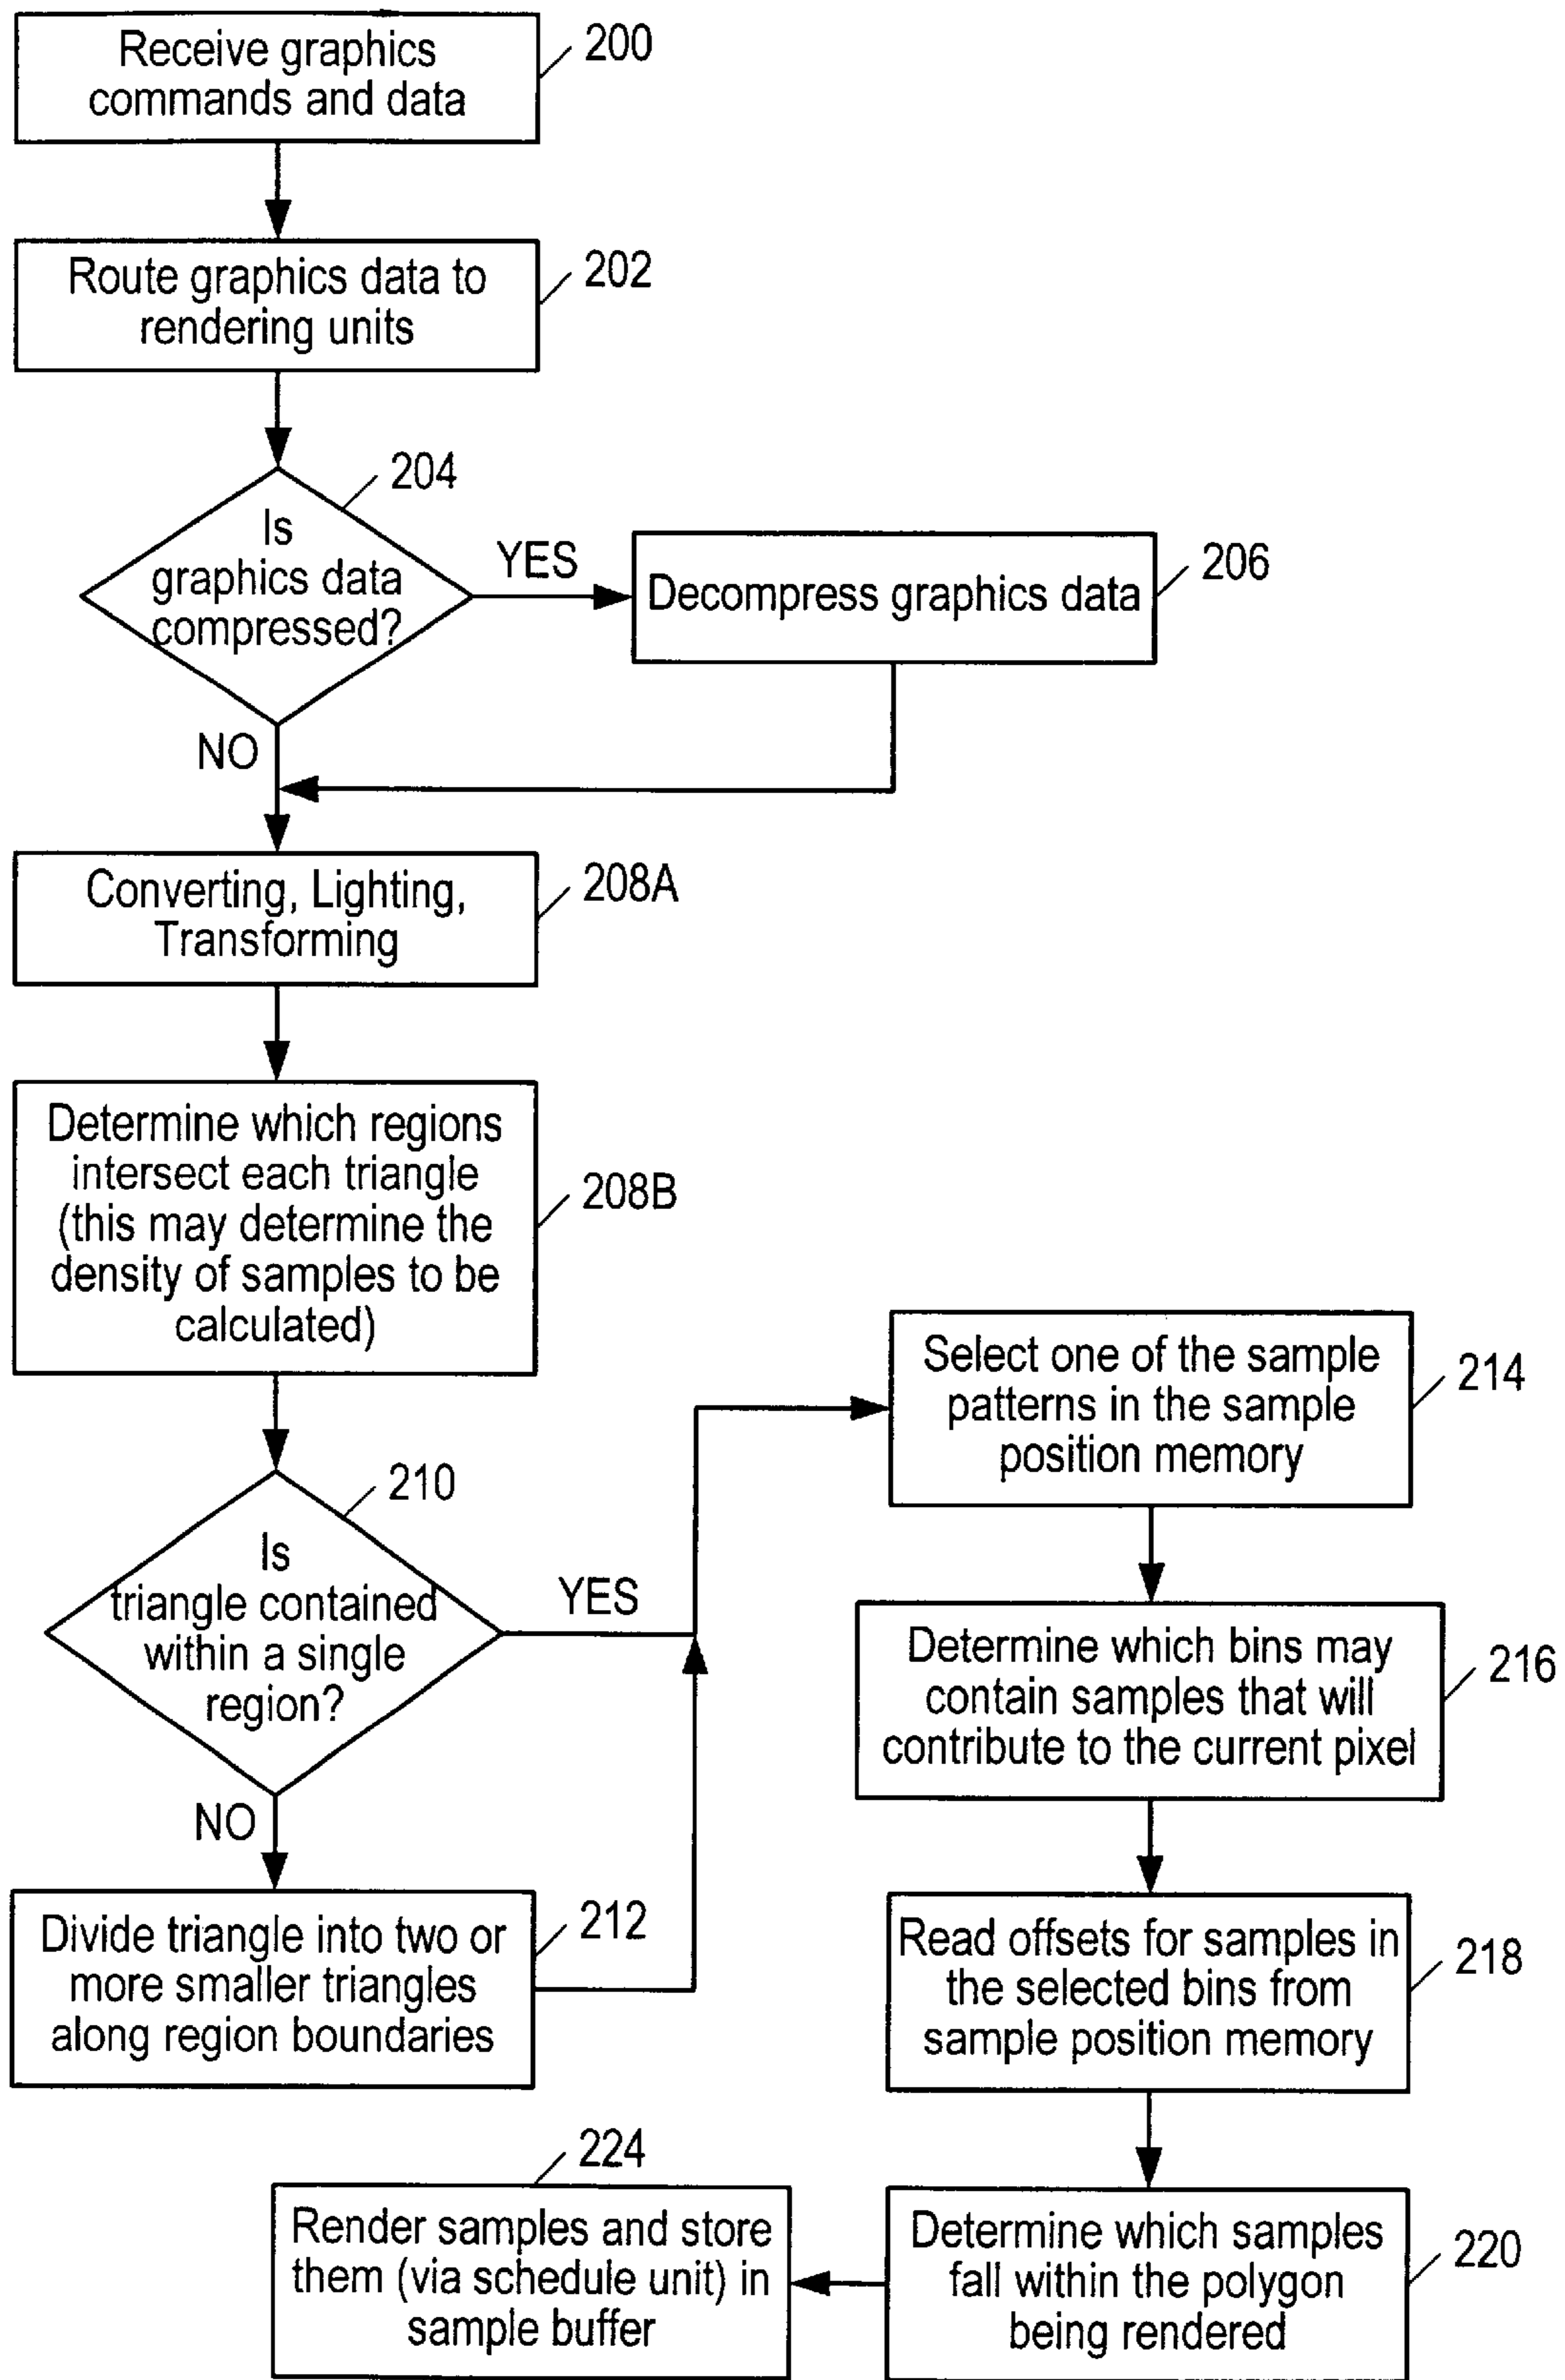 Receive graphics
commands and data
200
Route graphics data to
rendering units
202
204
Is
graphics data
compressed?
YES
Decompress graphics data
206
NO
Converting, Lighting,
Transforming
208A
Determine which regions
intersect each triangle
(this may determine the
density of samples to be
calculated)
208B
210
Is
triangle contained
within a single
region?
YES
NO
Divide triangle into two or
more smaller triangles
along region boundaries
212
Select one of the sample
patterns in the sample
position memory
214
Determine which bins may
contain samples that will
contribute to the current pixel
216
Read offsets for samples in
the selected bins from
sample position memory
218
Determine which samples
fall within the polygon
being rendered
220
224
Render samples and store
them (via schedule unit) in
sample buffer